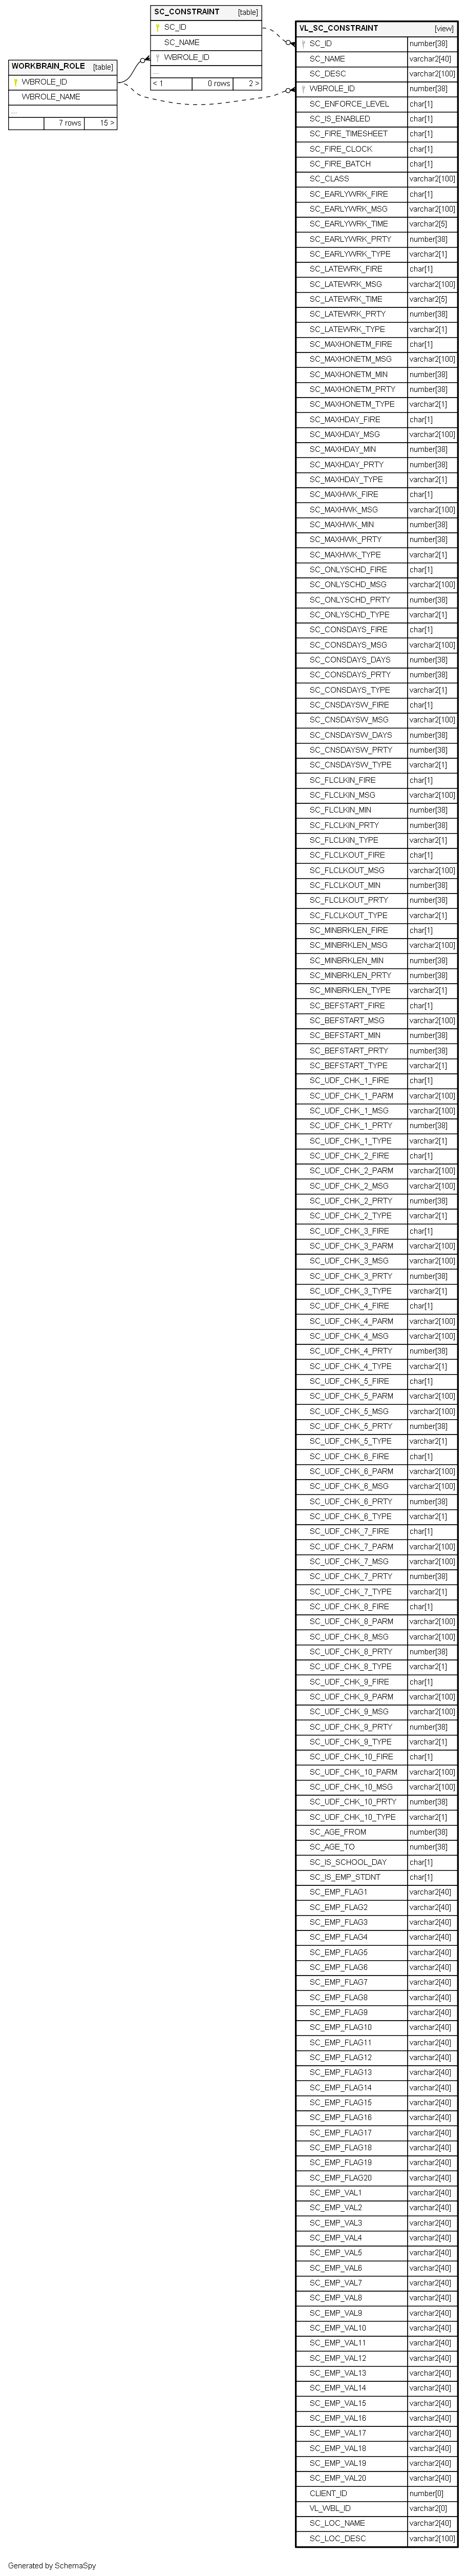 SC_CONSTRAINT [table]
SC_ID
SC_NAME
WBROLE_ID
...
< 1 0 rows 2 >
WORKBRAIN_ROLE [table]
WBROLE_ID
WBROLE_NAME
...
7 rows 15 >
VL_SC_CONSTRAINT [view]
SC_ID number[38]
SC_NAME varchar2[40]
SC_DESC varchar2[100]
WBROLE_ID number[38]
SC_ENFORCE_LEVEL char[1]
SC_IS_ENABLED char[1]
SC_FIRE_TIMESHEET char[1]
SC_FIRE_CLOCK char[1]
SC_FIRE_BATCH char[1]
SC_CLASS varchar2[100]
SC_EARLYWRK_FIRE char[1]
SC_EARLYWRK_MSG varchar2[100]
SC_EARLYWRK_TIME varchar2[5]
SC_EARLYWRK_PRTY number[38]
SC_EARLYWRK_TYPE varchar2[1]
SC_LATEWRK_FIRE char[1]
SC_LATEWRK_MSG varchar2[100]
SC_LATEWRK_TIME varchar2[5]
SC_LATEWRK_PRTY number[38]
SC_LATEWRK_TYPE varchar2[1]
SC_MAXHONETM_FIRE char[1]
SC_MAXHONETM_MSG varchar2[100]
SC_MAXHONETM_MIN number[38]
SC_MAXHONETM_PRTY number[38]
SC_MAXHONETM_TYPE varchar2[1]
SC_MAXHDAY_FIRE char[1]
SC_MAXHDAY_MSG varchar2[100]
SC_MAXHDAY_MIN number[38]
SC_MAXHDAY_PRTY number[38]
SC_MAXHDAY_TYPE varchar2[1]
SC_MAXHWK_FIRE char[1]
SC_MAXHWK_MSG varchar2[100]
SC_MAXHWK_MIN number[38]
SC_MAXHWK_PRTY number[38]
SC_MAXHWK_TYPE varchar2[1]
SC_ONLYSCHD_FIRE char[1]
SC_ONLYSCHD_MSG varchar2[100]
SC_ONLYSCHD_PRTY number[38]
SC_ONLYSCHD_TYPE varchar2[1]
SC_CONSDAYS_FIRE char[1]
SC_CONSDAYS_MSG varchar2[100]
SC_CONSDAYS_DAYS number[38]
SC_CONSDAYS_PRTY number[38]
SC_CONSDAYS_TYPE varchar2[1]
SC_CNSDAYSW_FIRE char[1]
SC_CNSDAYSW_MSG varchar2[100]
SC_CNSDAYSW_DAYS number[38]
SC_CNSDAYSW_PRTY number[38]
SC_CNSDAYSW_TYPE varchar2[1]
SC_FLCLKIN_FIRE char[1]
SC_FLCLKIN_MSG varchar2[100]
SC_FLCLKIN_MIN number[38]
SC_FLCLKIN_PRTY number[38]
SC_FLCLKIN_TYPE varchar2[1]
SC_FLCLKOUT_FIRE char[1]
SC_FLCLKOUT_MSG varchar2[100]
SC_FLCLKOUT_MIN number[38]
SC_FLCLKOUT_PRTY number[38]
SC_FLCLKOUT_TYPE varchar2[1]
SC_MINBRKLEN_FIRE char[1]
SC_MINBRKLEN_MSG varchar2[100]
SC_MINBRKLEN_MIN number[38]
SC_MINBRKLEN_PRTY number[38]
SC_MINBRKLEN_TYPE varchar2[1]
SC_BEFSTART_FIRE char[1]
SC_BEFSTART_MSG varchar2[100]
SC_BEFSTART_MIN number[38]
SC_BEFSTART_PRTY number[38]
SC_BEFSTART_TYPE varchar2[1]
SC_UDF_CHK_1_FIRE char[1]
SC_UDF_CHK_1_PARM varchar2[100]
SC_UDF_CHK_1_MSG varchar2[100]
SC_UDF_CHK_1_PRTY number[38]
SC_UDF_CHK_1_TYPE varchar2[1]
SC_UDF_CHK_2_FIRE char[1]
SC_UDF_CHK_2_PARM varchar2[100]
SC_UDF_CHK_2_MSG varchar2[100]
SC_UDF_CHK_2_PRTY number[38]
SC_UDF_CHK_2_TYPE varchar2[1]
SC_UDF_CHK_3_FIRE char[1]
SC_UDF_CHK_3_PARM varchar2[100]
SC_UDF_CHK_3_MSG varchar2[100]
SC_UDF_CHK_3_PRTY number[38]
SC_UDF_CHK_3_TYPE varchar2[1]
SC_UDF_CHK_4_FIRE char[1]
SC_UDF_CHK_4_PARM varchar2[100]
SC_UDF_CHK_4_MSG varchar2[100]
SC_UDF_CHK_4_PRTY number[38]
SC_UDF_CHK_4_TYPE varchar2[1]
SC_UDF_CHK_5_FIRE char[1]
SC_UDF_CHK_5_PARM varchar2[100]
SC_UDF_CHK_5_MSG varchar2[100]
SC_UDF_CHK_5_PRTY number[38]
SC_UDF_CHK_5_TYPE varchar2[1]
SC_UDF_CHK_6_FIRE char[1]
SC_UDF_CHK_6_PARM varchar2[100]
SC_UDF_CHK_6_MSG varchar2[100]
SC_UDF_CHK_6_PRTY number[38]
SC_UDF_CHK_6_TYPE varchar2[1]
SC_UDF_CHK_7_FIRE char[1]
SC_UDF_CHK_7_PARM varchar2[100]
SC_UDF_CHK_7_MSG varchar2[100]
SC_UDF_CHK_7_PRTY number[38]
SC_UDF_CHK_7_TYPE varchar2[1]
SC_UDF_CHK_8_FIRE char[1]
SC_UDF_CHK_8_PARM varchar2[100]
SC_UDF_CHK_8_MSG varchar2[100]
SC_UDF_CHK_8_PRTY number[38]
SC_UDF_CHK_8_TYPE varchar2[1]
SC_UDF_CHK_9_FIRE char[1]
SC_UDF_CHK_9_PARM varchar2[100]
SC_UDF_CHK_9_MSG varchar2[100]
SC_UDF_CHK_9_PRTY number[38]
SC_UDF_CHK_9_TYPE varchar2[1]
SC_UDF_CHK_10_FIRE char[1]
SC_UDF_CHK_10_PARM varchar2[100]
SC_UDF_CHK_10_MSG varchar2[100]
SC_UDF_CHK_10_PRTY number[38]
SC_UDF_CHK_10_TYPE varchar2[1]
SC_AGE_FROM number[38]
SC_AGE_TO number[38]
SC_IS_SCHOOL_DAY char[1]
SC_IS_EMP_STDNT char[1]
SC_EMP_FLAG1 varchar2[40]
SC_EMP_FLAG2 varchar2[40]
SC_EMP_FLAG3 varchar2[40]
SC_EMP_FLAG4 varchar2[40]
SC_EMP_FLAG5 varchar2[40]
SC_EMP_FLAG6 varchar2[40]
SC_EMP_FLAG7 varchar2[40]
SC_EMP_FLAG8 varchar2[40]
SC_EMP_FLAG9 varchar2[40]
SC_EMP_FLAG10 varchar2[40]
SC_EMP_FLAG11 varchar2[40]
SC_EMP_FLAG12 varchar2[40]
SC_EMP_FLAG13 varchar2[40]
SC_EMP_FLAG14 varchar2[40]
SC_EMP_FLAG15 varchar2[40]
SC_EMP_FLAG16 varchar2[40]
SC_EMP_FLAG17 varchar2[40]
SC_EMP_FLAG18 varchar2[40]
SC_EMP_FLAG19 varchar2[40]
SC_EMP_FLAG20 varchar2[40]
SC_EMP_VAL1 varchar2[40]
SC_EMP_VAL2 varchar2[40]
SC_EMP_VAL3 varchar2[40]
SC_EMP_VAL4 varchar2[40]
SC_EMP_VAL5 varchar2[40]
SC_EMP_VAL6 varchar2[40]
SC_EMP_VAL7 varchar2[40]
SC_EMP_VAL8 varchar2[40]
SC_EMP_VAL9 varchar2[40]
SC_EMP_VAL10 varchar2[40]
SC_EMP_VAL11 varchar2[40]
SC_EMP_VAL12 varchar2[40]
SC_EMP_VAL13 varchar2[40]
SC_EMP_VAL14 varchar2[40]
SC_EMP_VAL15 varchar2[40]
SC_EMP_VAL16 varchar2[40]
SC_EMP_VAL17 varchar2[40]
SC_EMP_VAL18 varchar2[40]
SC_EMP_VAL19 varchar2[40]
SC_EMP_VAL20 varchar2[40]
CLIENT_ID number[0]
VL_WBL_ID varchar2[0]
SC_LOC_NAME varchar2[40]
SC_LOC_DESC varchar2[100]
Generated by SchemaSpy